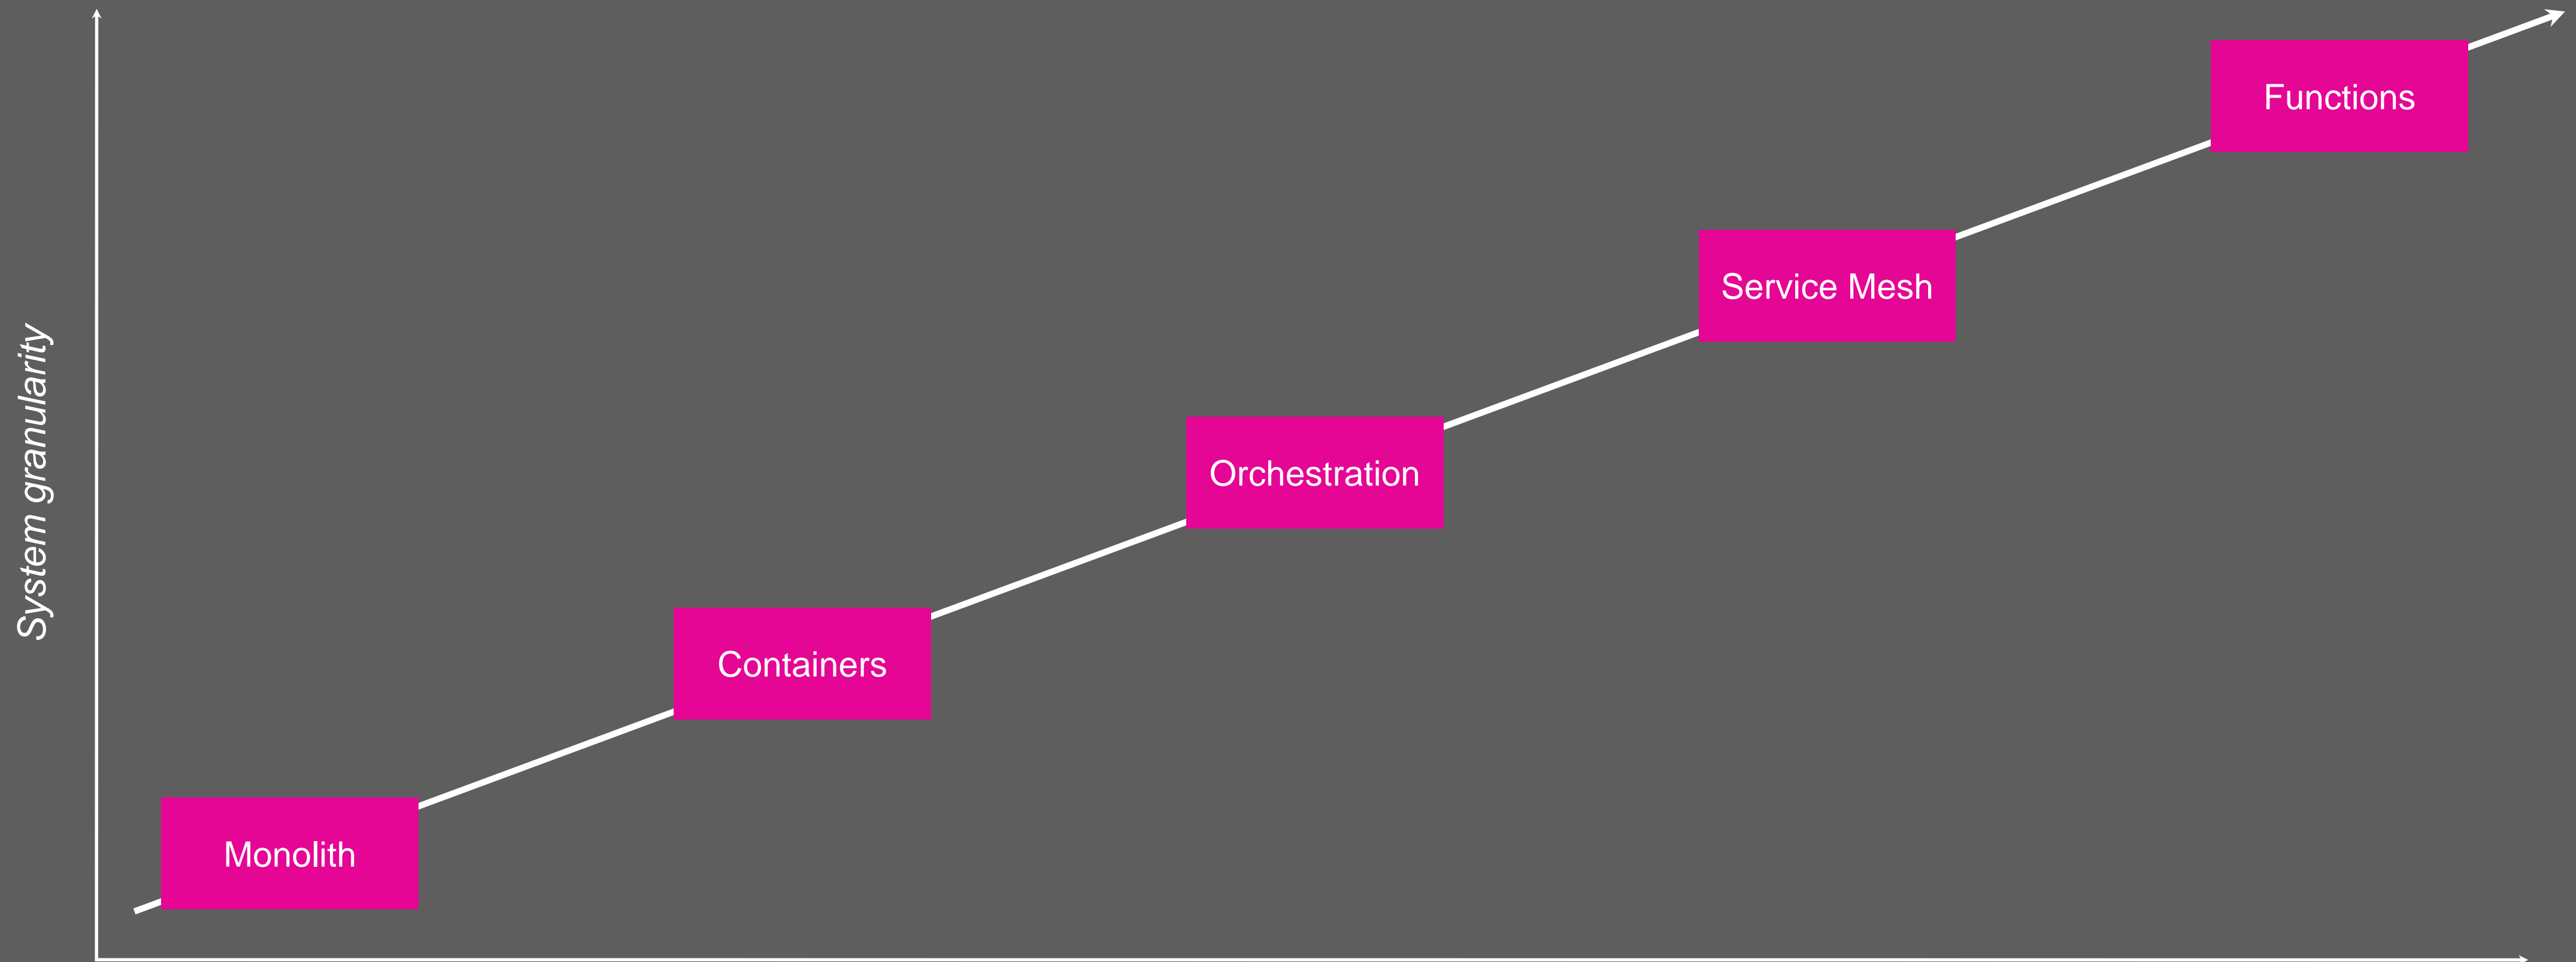 Functions
Service Mesh
System granularity
Orchestration
Containers
Monolith